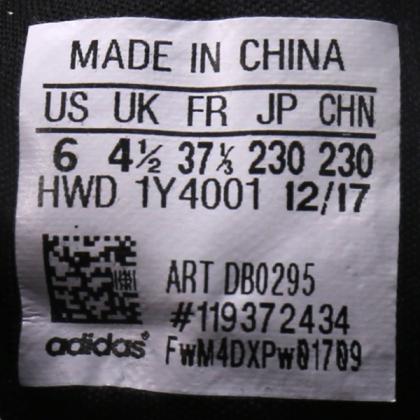 MADE IN CHINA
US UK FR JP CHN
6 4½ 37⅓ 230 230
HWD 1Y4001 12/17
ART DB0295
#119372434
adidas® FwM4DXPw01709